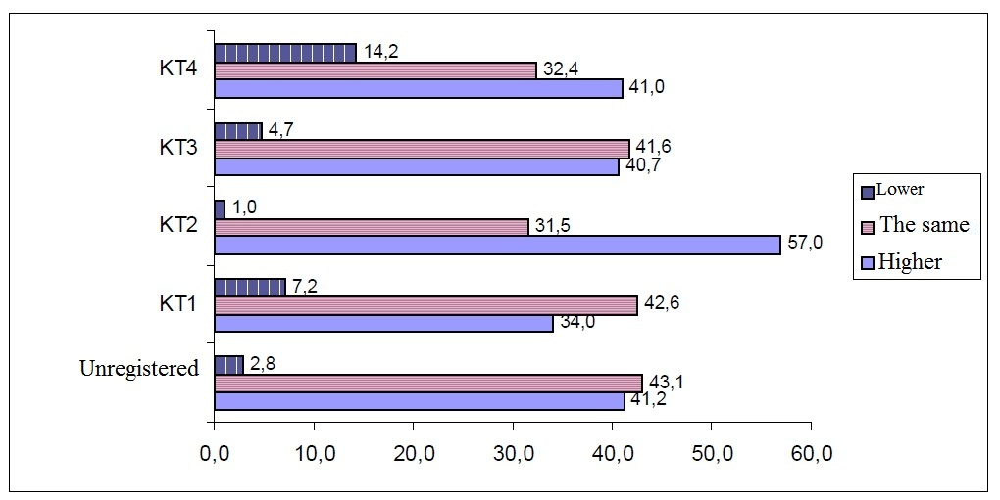 14,2
KT4
32,4
41,0
4,7
KT3
41,6
40,7
1,0
KT2
31,5
57,0
7,2
KT1
42,6
34,0
2,8
Unregistered
43,1
41,2
0,0 10,0 20,0 30,0 40,0 50,0 60,0
Lower
The same
Higher